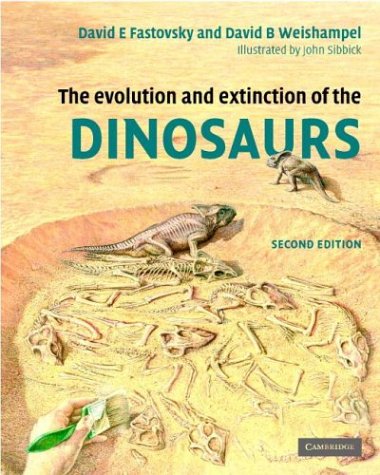 David E Fastovsky and David B Weishampel
Illustrated by John Sibbick
The evolution and extinction of the
DINOSAURS
SECOND EDITION
CAMBRIDGE